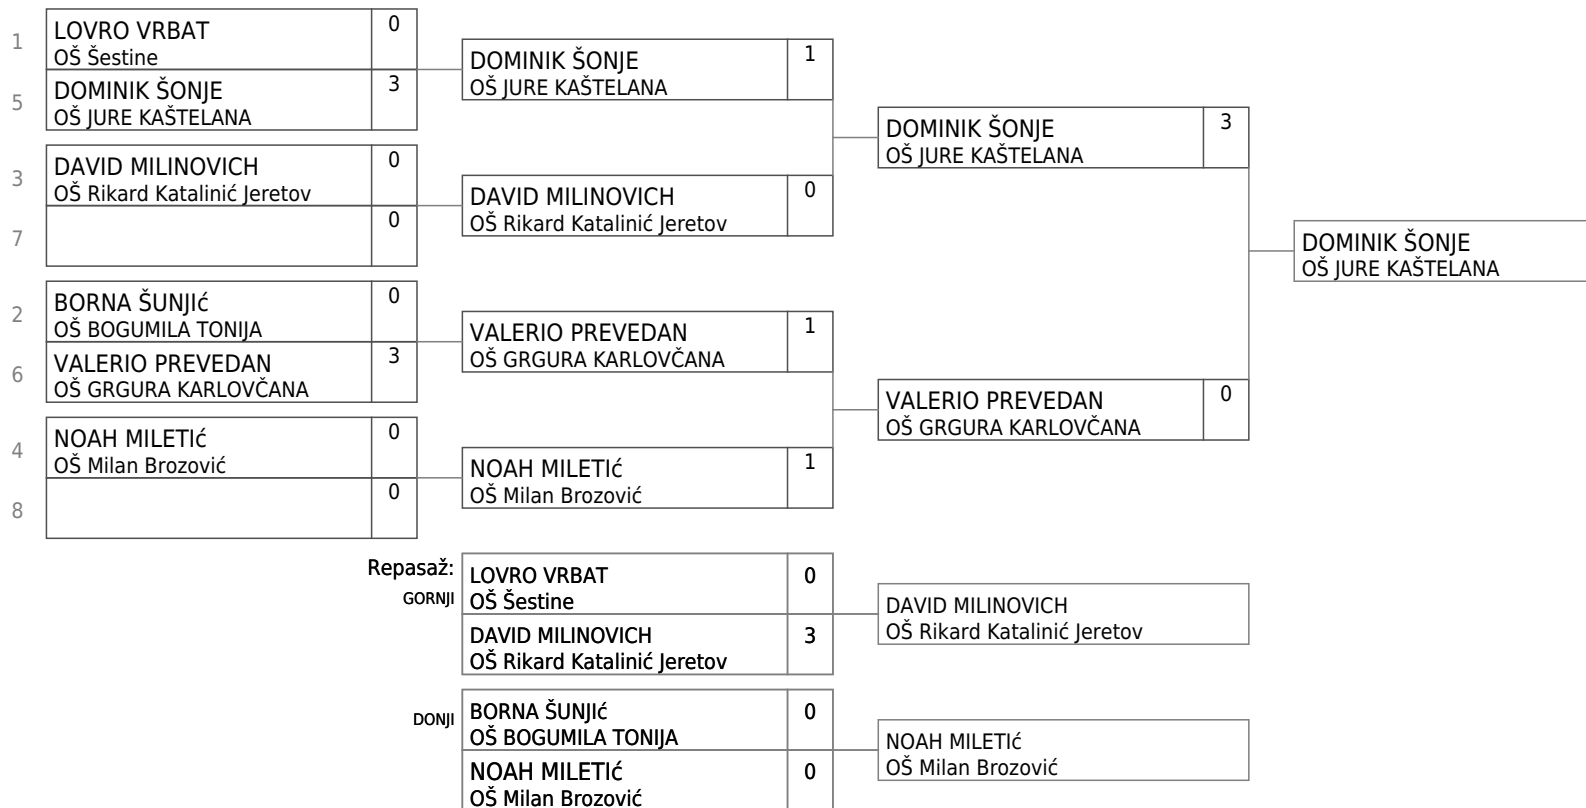 1
LOVRO VRBAT
OŠ Šestine
0
5
DOMINIK ŠONJE
OŠ JURE KAŠTELANA
3
3
DAVID MILINOVICH
OŠ Rikard Katalinić Jeretov
0
7
0
2
BORNA ŠUNJIć
OŠ BOGUMILA TONIJA
0
6
VALERIO PREVEDAN
OŠ GRGURA KARLOVČANA
3
4
NOAH MILETIć
OŠ Milan Brozović
0
8
0
DOMINIK ŠONJE
OŠ JURE KAŠTELANA
1
DAVID MILINOVICH
OŠ Rikard Katalinić Jeretov
0
VALERIO PREVEDAN
OŠ GRGURA KARLOVČANA
1
NOAH MILETIć
OŠ Milan Brozović
1
DOMINIK ŠONJE
OŠ JURE KAŠTELANA
3
VALERIO PREVEDAN
OŠ GRGURA KARLOVČANA
0
DOMINIK ŠONJE
OŠ JURE KAŠTELANA
Repasaž:
GORNJI
LOVRO VRBAT
OŠ Šestine
0
DAVID MILINOVICH
OŠ Rikard Katalinić Jeretov
3
DAVID MILINOVICH
OŠ Rikard Katalinić Jeretov
DONJI
BORNA ŠUNJIć
OŠ BOGUMILA TONIJA
0
NOAH MILETIć
OŠ Milan Brozović
0
NOAH MILETIć
OŠ Milan Brozović